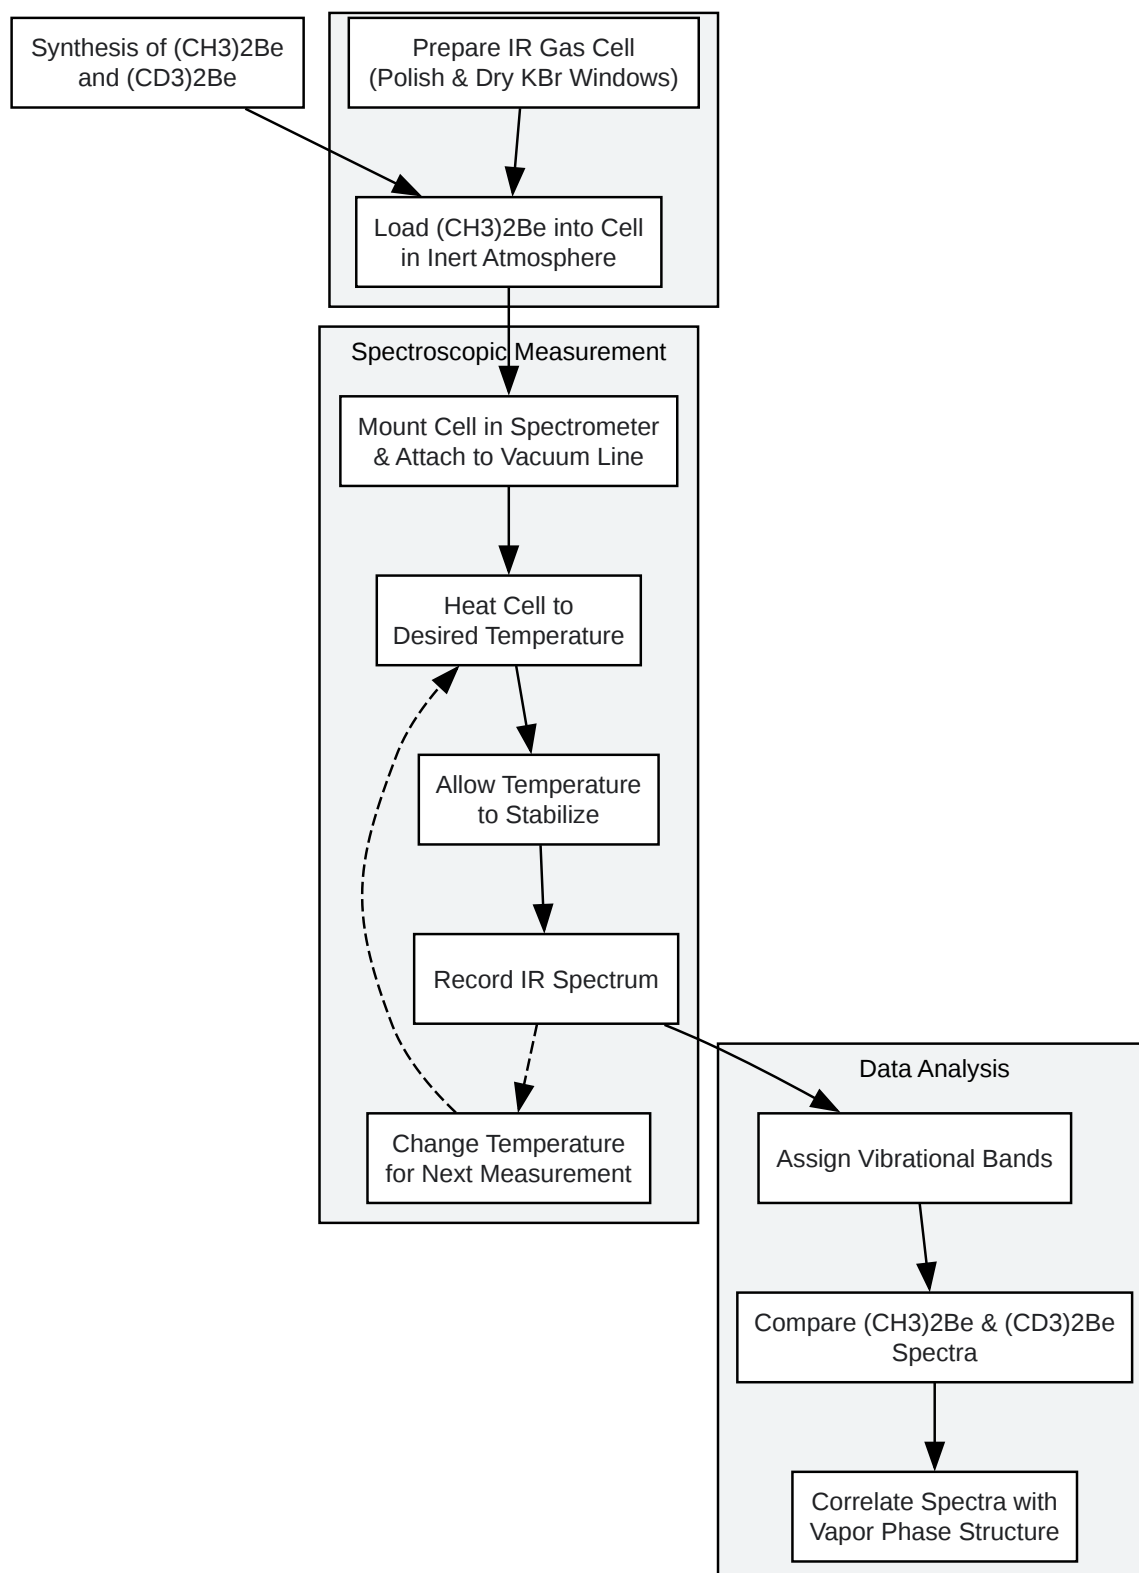 Synthesis of (CH3)2Be
and (CD3)2Be
Prepare IR Gas Cell
(Polish & Dry KBr Windows)
Load (CH3)2Be into Cell
in Inert Atmosphere
Spectroscopic Measurement
Mount Cell in Spectrometer
& Attach to Vacuum Line
Heat Cell to
Desired Temperature
Allow Temperature
to Stabilize
Record IR Spectrum
Change Temperature
for Next Measurement
Data Analysis
Assign Vibrational Bands
Compare (CH3)2Be & (CD3)2Be
Spectra
Correlate Spectra with
Vapor Phase Structure